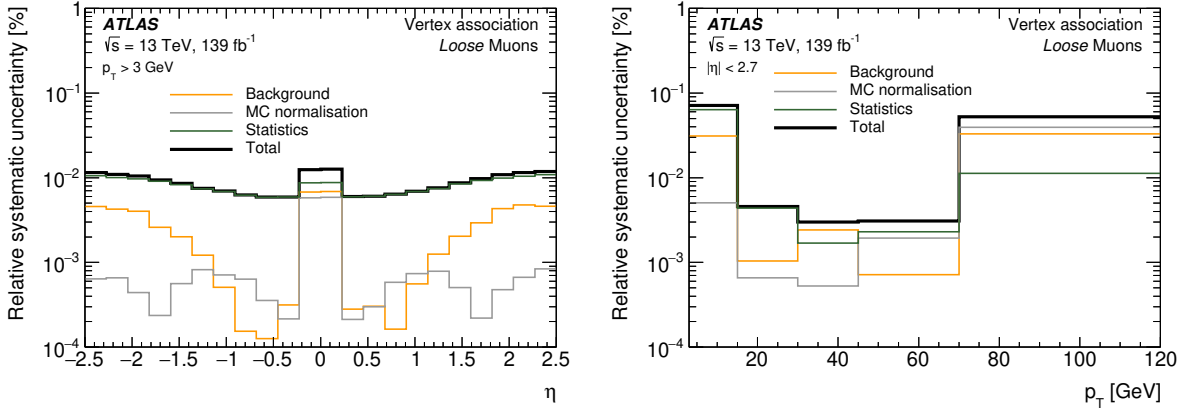 Relative systematic uncertainty [%]
ATLAS
√s = 13 TeV, 139 fb⁻¹
p_T > 3 GeV
Vertex association
Loose Muons
Background
MC normalisation
Statistics
Total
10⁻¹
10⁻²
10⁻³
10⁻⁴
−2.5 −2 −1.5 −1 −0.5 0 0.5 1 1.5 2 2.5
η
Relative systematic uncertainty [%]
ATLAS
√s = 13 TeV, 139 fb⁻¹
|η| < 2.7
Vertex association
Loose Muons
Background
MC normalisation
Statistics
Total
10⁻¹
10⁻²
10⁻³
10⁻⁴
20 40 60 80 100 120
p_T [GeV]